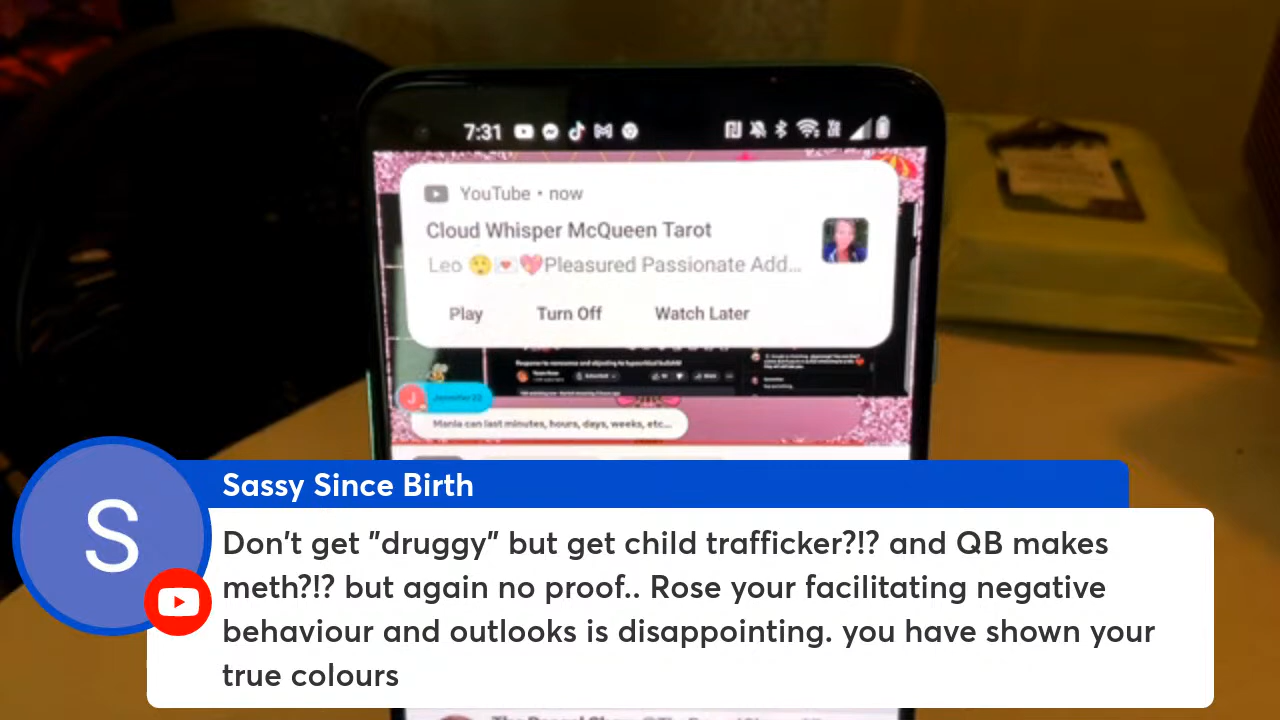 7:31
YouTube • now
Cloud Whisper McQueen Tarot
Leo 😲💌💖Pleasured Passionate Add...
Play Turn Off Watch Later
Jennifer
Mania can last minutes, hours, days, weeks, etc...
S
Sassy Since Birth
Don't get "druggy" but get child trafficker?!? and QB makes
meth?!? but again no proof.. Rose your facilitating negative
behaviour and outlooks is disappointing. you have shown your
true colours